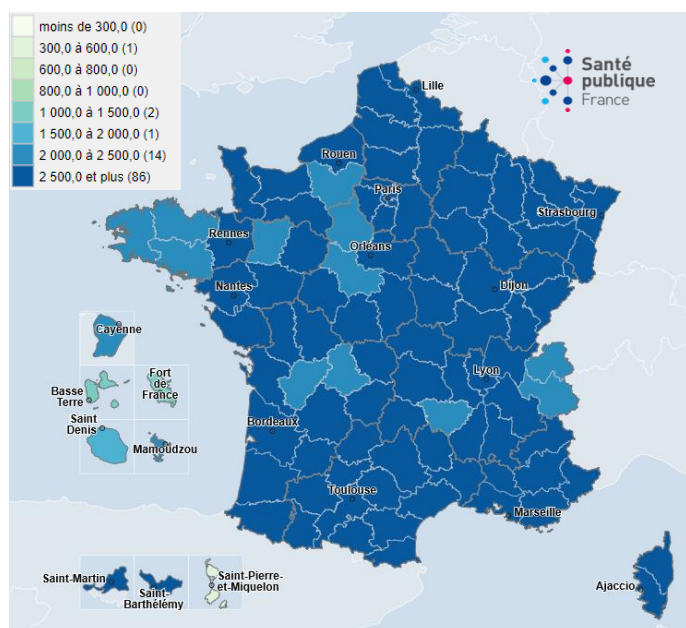 moins de 300,0 (0)
300,0 à 600,0 (1)
600,0 à 800,0 (0)
800,0 à 1 000,0 (0)
1 000,0 à 1 500,0 (2)
1 500,0 à 2 000,0 (1)
2 000,0 à 2 500,0 (14)
2 500,0 et plus (86)
Santé
publique
France
Lille
Rouen
Paris
Strasbourg
Rennes
Orléans
Nantes
Dijon
Cayenne
Lyon
Basse
Terre
Fort
de
France
Bordeaux
Saint
Denis
Mamoudzou
Toulouse
Marseille
Saint-Martin
Saint-
Barthélémy
Saint-Pierre-
et-Miquelon
Ajaccio